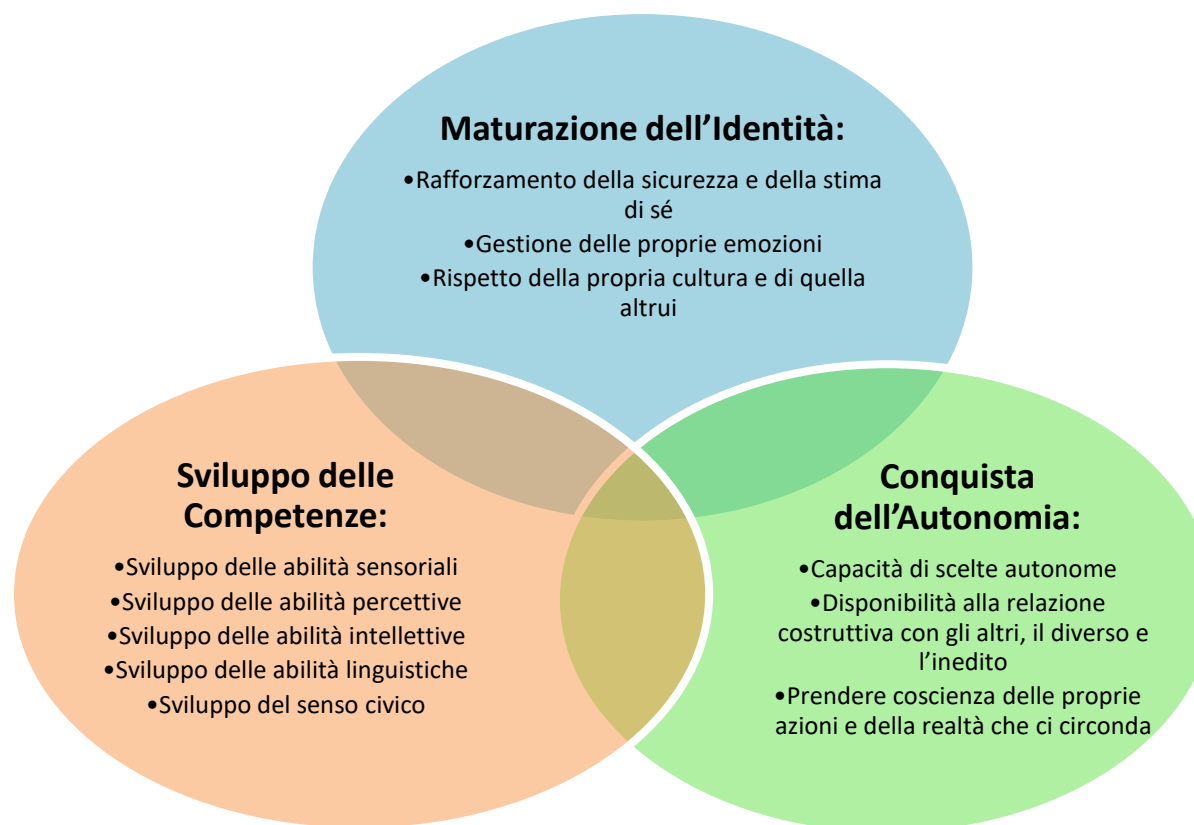 Maturazione dell’Identità:
•Rafforzamento della sicurezza e della stima
di sé
•Gestione delle proprie emozioni
•Rispetto della propria cultura e di quella
altrui
Sviluppo delle
Competenze:
•Sviluppo delle abilità sensoriali
•Sviluppo delle abilità percettive
•Sviluppo delle abilità intellettive
•Sviluppo delle abilità linguistiche
•Sviluppo del senso civico
Conquista
dell’Autonomia:
•Capacità di scelte autonome
•Disponibilità alla relazione
costruttiva con gli altri, il diverso e
l’inedito
•Prendere coscienza delle proprie
azioni e della realtà che ci circonda